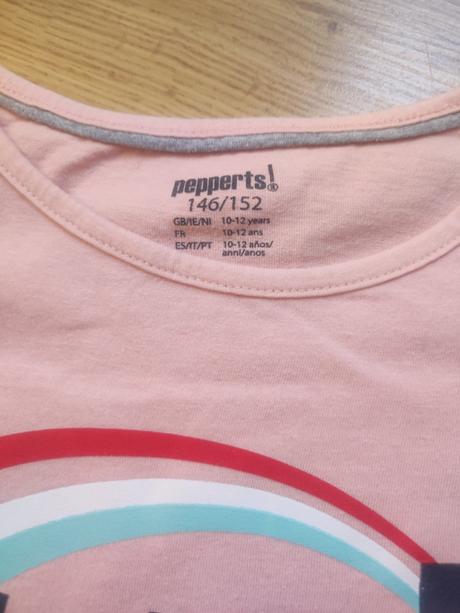 pepperts!®
146/152
GB/IE/NI 10-12 years
FR 10-12 ans
ES/IT/PT 10-12 años/
anni/anos